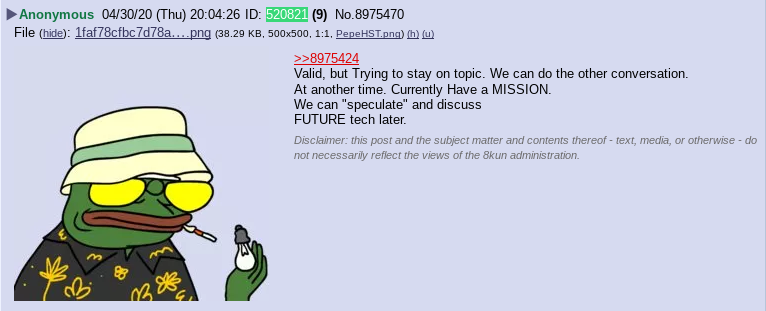 ▶Anonymous 04/30/20 (Thu) 20:04:26 ID: 520821 (9) No.8975470
File (hide): 1faf78cfbc7d78a….png (38.29 KB, 500x500, 1:1, PepeHST.png) (h) (u)
>>8975424
Valid, but Trying to stay on topic. We can do the other conversation.
At another time. Currently Have a MISSION.
We can "speculate" and discuss
FUTURE tech later.
Disclaimer: this post and the subject matter and contents thereof - text, media, or otherwise - do
not necessarily reflect the views of the 8kun administration.